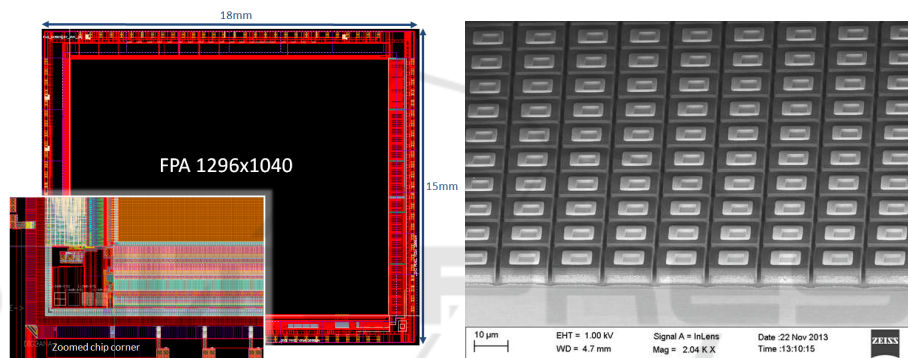 18mm
FPA 1296x1040
15mm
Zoomed chip corner
10 µm
EHT = 1.00 kV
WD = 4.7 mm
Signal A = InLens
Mag = 2.04 K X
Date :22 Nov 2013
Time :13:10:15
ZEISS